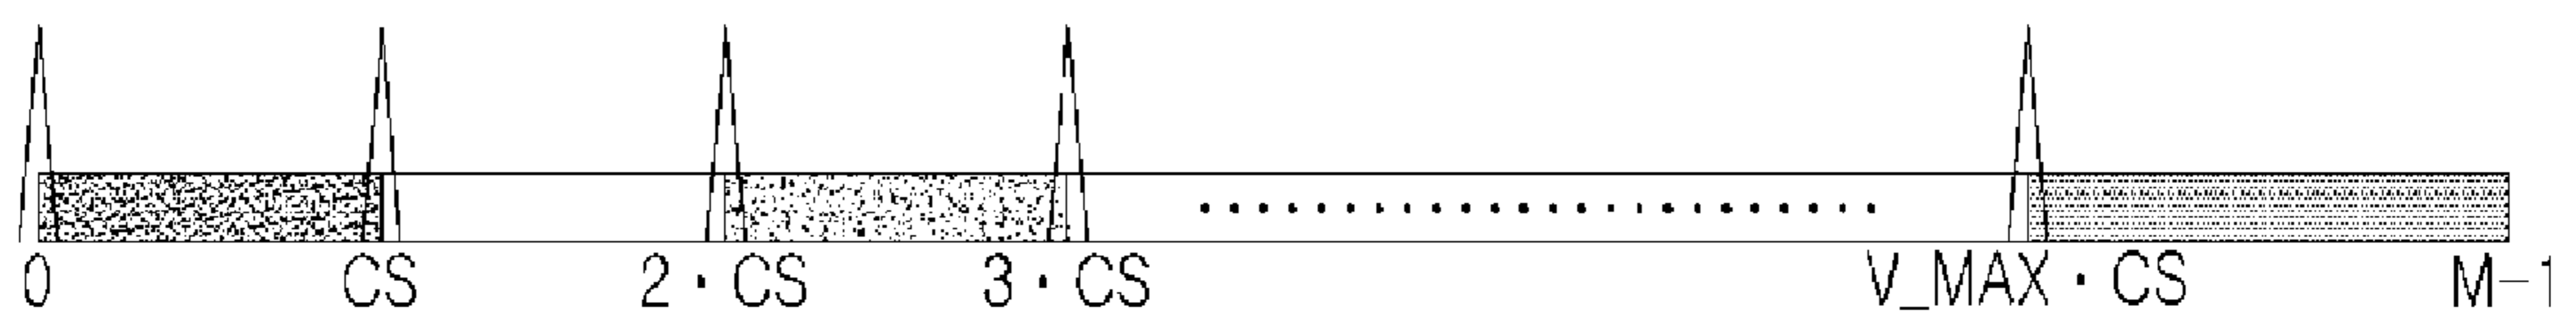 0 CS 2・CS 3・CS V_MAX・CS M-1